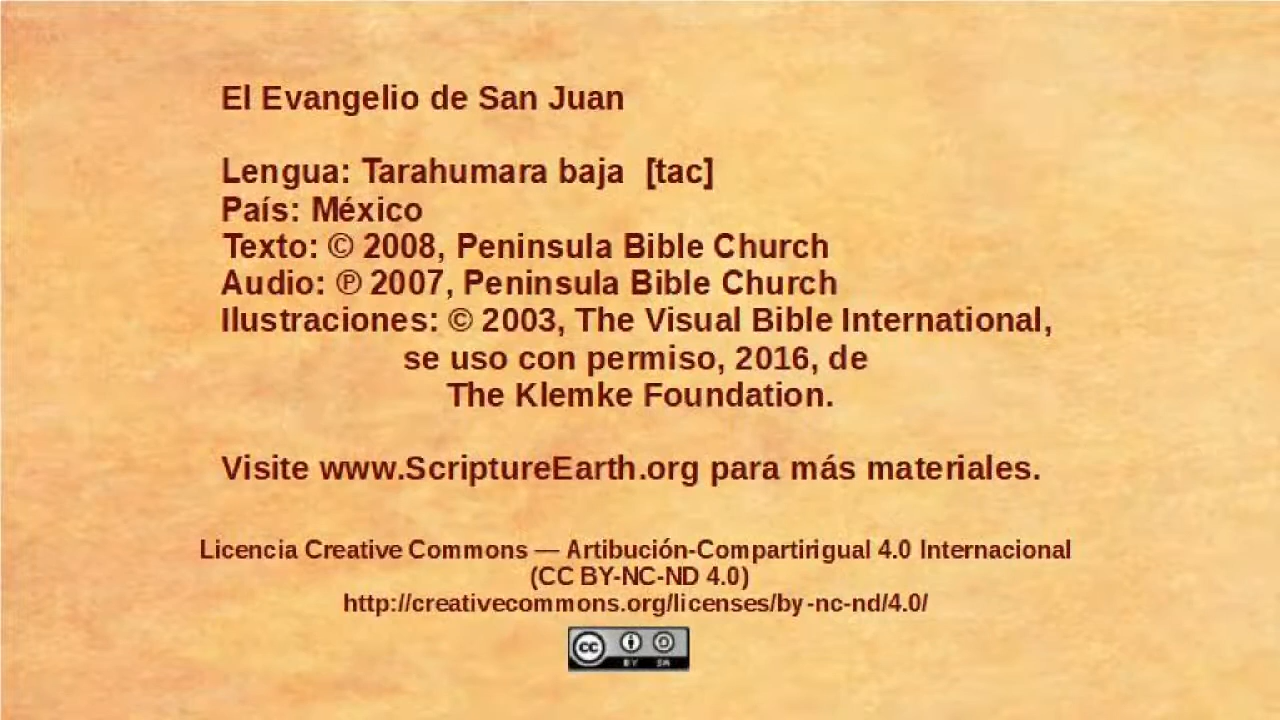 El Evangelio de San Juan
Lengua: Tarahumara baja [tac]
País: México
Texto: © 2008, Peninsula Bible Church
Audio: ℗ 2007, Peninsula Bible Church
Ilustraciones: © 2003, The Visual Bible International,
se uso con permiso, 2016, de
The Klemke Foundation.
Visite www.ScriptureEarth.org para más materiales.
Licencia Creative Commons — Artibución-Compartirigual 4.0 Internacional
(CC BY-NC-ND 4.0)
http://creativecommons.org/licenses/by-nc-nd/4.0/
cc BY SA